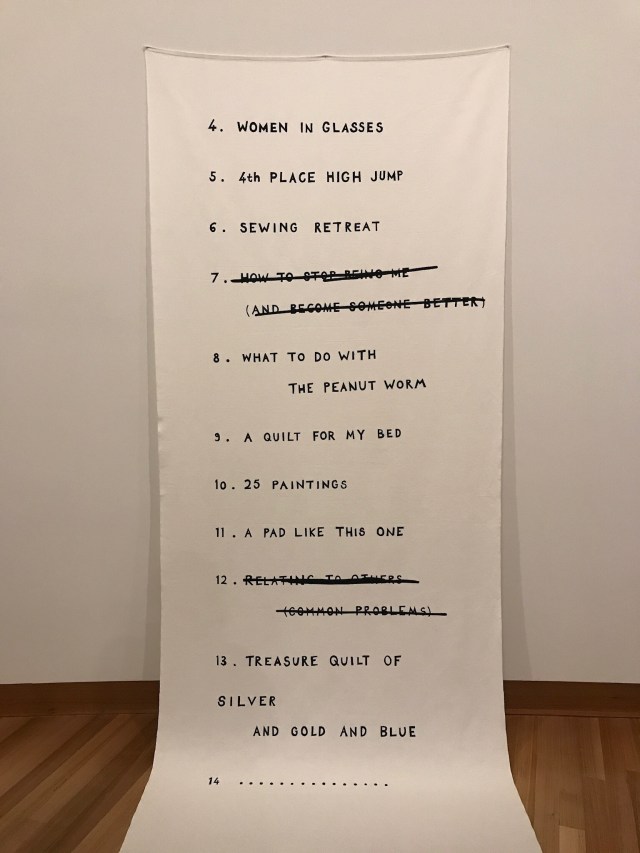 4. WOMEN IN GLASSES
5. 4th PLACE HIGH JUMP
6. SEWING RETREAT
7. HOW TO STOP BEING ME
(AND BECOME SOMEONE BETTER)
8. WHAT TO DO WITH
THE PEANUT WORM
9. A QUILT FOR MY BED
10. 25 PAINTINGS
11. A PAD LIKE THIS ONE
12. RELATING TO OTHERS
(COMMON PROBLEMS)
13. TREASURE QUILT OF
SILVER
AND GOLD AND BLUE
14 ...............